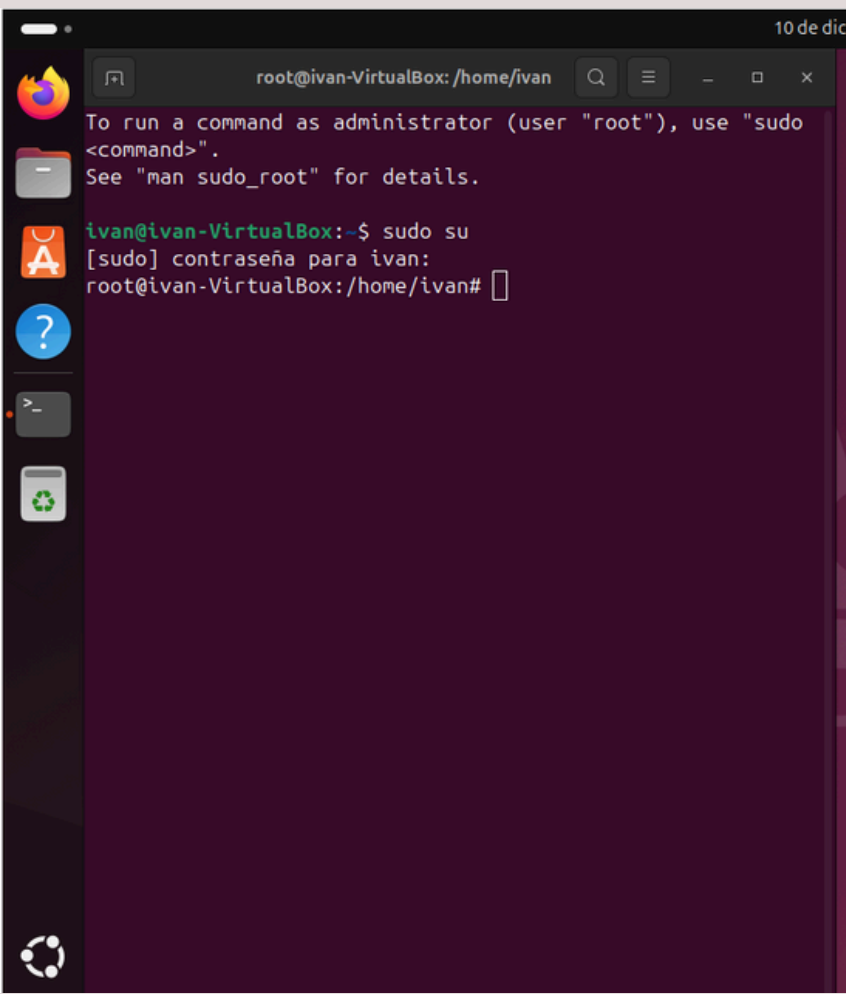 10 de dic
root@ivan-VirtualBox: /home/ivan
To run a command as administrator (user "root"), use "sudo
<command>".
See "man sudo_root" for details.
ivan@ivan-VirtualBox:~$ sudo su
[sudo] contraseña para ivan:
root@ivan-VirtualBox:/home/ivan#